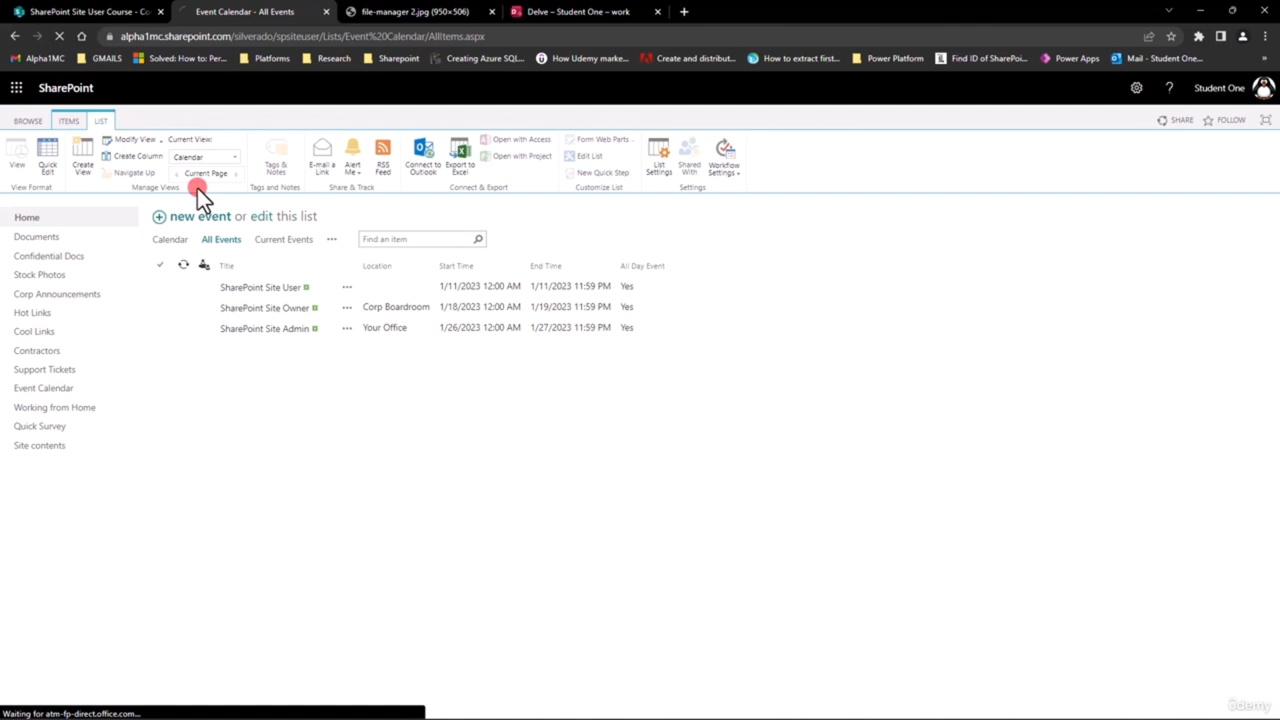 SharePoint Site User Course - Co
Event Calendar - All Events
file-manager 2.jpg (950×506)
Delve – Student One – work
alpha1mc.sharepoint.com/silverado/spsiteuser/Lists/Event%20Calendar/AllItems.aspx
Alpha1MC
GMAILS
Solved: How to: Per...
Platforms
Research
Sharepoint
Creating Azure SQL...
How Udemy marke...
Create and distribut...
How to extract first...
Power Platform
Find ID of SharePoi...
Power Apps
Mail - Student One...
SharePoint
Student One
BROWSE
ITEMS
LIST
SHARE
FOLLOW
View
Quick Edit
View Format
Create View
Modify View
Create Column
Navigate Up
Current View:
Calendar
Current Page
Manage Views
Tags & Notes
Tags and Notes
E-mail a Link
Alert Me
RSS Feed
Share & Track
Connect to Outlook
Export to Excel
Open with Access
Open with Project
Connect & Export
Form Web Parts
Edit List
New Quick Step
Customize List
List Settings
Shared With
Workflow Settings
Settings
Home
Documents
Confidential Docs
Stock Photos
Corp Announcements
Hot Links
Cool Links
Contractors
Support Tickets
Event Calendar
Working from Home
Quick Survey
Site contents
new event or edit this list
Calendar All Events Current Events ... Find an item
Title Location Start Time End Time All Day Event
SharePoint Site User ... 1/11/2023 12:00 AM 1/11/2023 11:59 PM Yes
SharePoint Site Owner ... Corp Boardroom 1/18/2023 12:00 AM 1/19/2023 11:59 PM Yes
SharePoint Site Admin ... Your Office 1/26/2023 12:00 AM 1/27/2023 11:59 PM Yes
Waiting for atm-fp-direct.office.com...
ûdemy